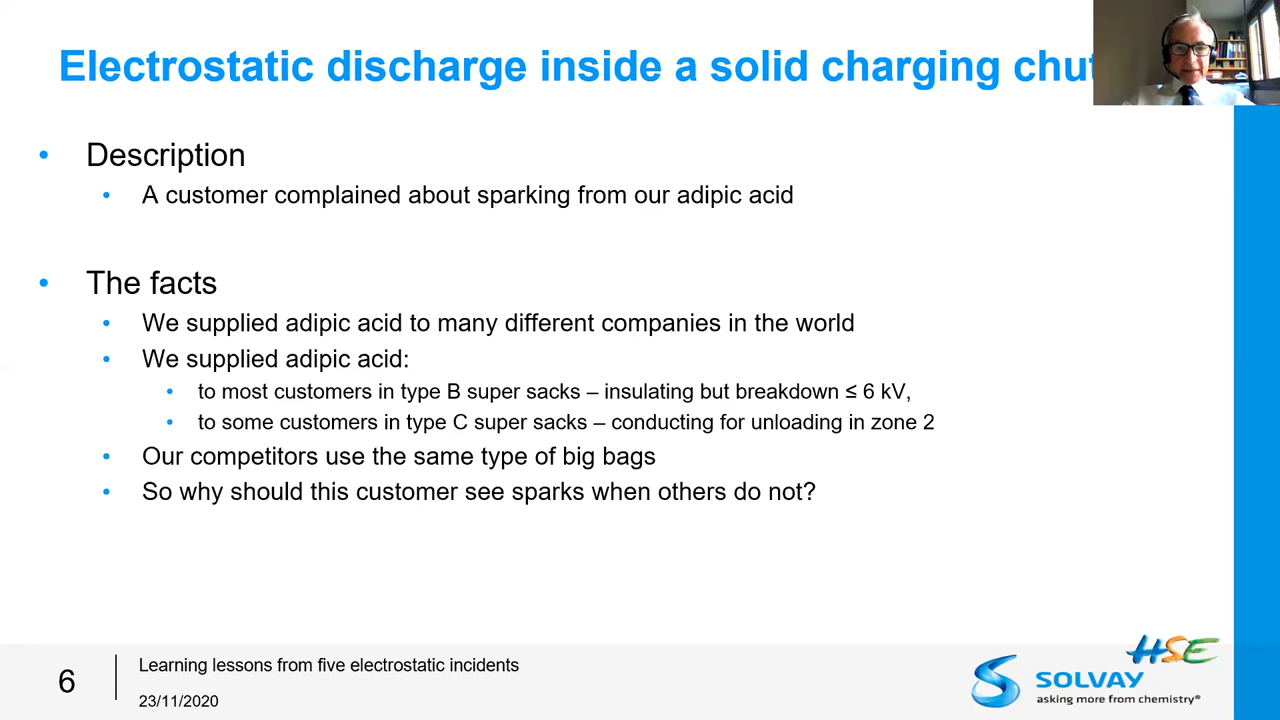 Electrostatic discharge inside a solid charging
Description
A customer complained about sparking from our adipic acid
The facts
We supplied adipic acid to many different companies in the world
We supplied adipic acid:
to most customers in type B super sacks – insulating but breakdown ≤ 6 kV,
to some customers in type C super sacks – conducting for unloading in zone 2
Our competitors use the same type of big bags
So why should this customer see sparks when others do not?
6
Learning lessons from five electrostatic incidents
23/11/2020
HSE
SOLVAY
asking more from chemistry®